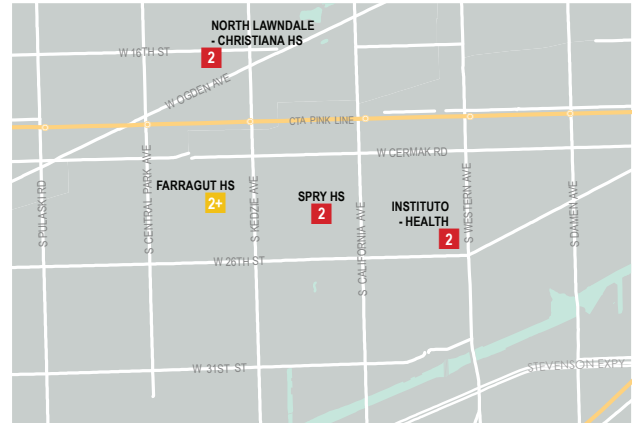 NORTH LAWNDALE
- CHRISTIANA HS
2
W 16TH ST
W OGDEN AVE
CTA PINK LINE
W CERMAK RD
S PULASKI RD
S CENTRAL PARK AVE
FARRAGUT HS
2+
S KEDZIE AVE
SPRY HS
2
S CALIFORNIA AVE
INSTITUTO
- HEALTH
2
S WESTERN AVE
S DAMEN AVE
W 26TH ST
W 31ST ST
STEVENSON EXPY